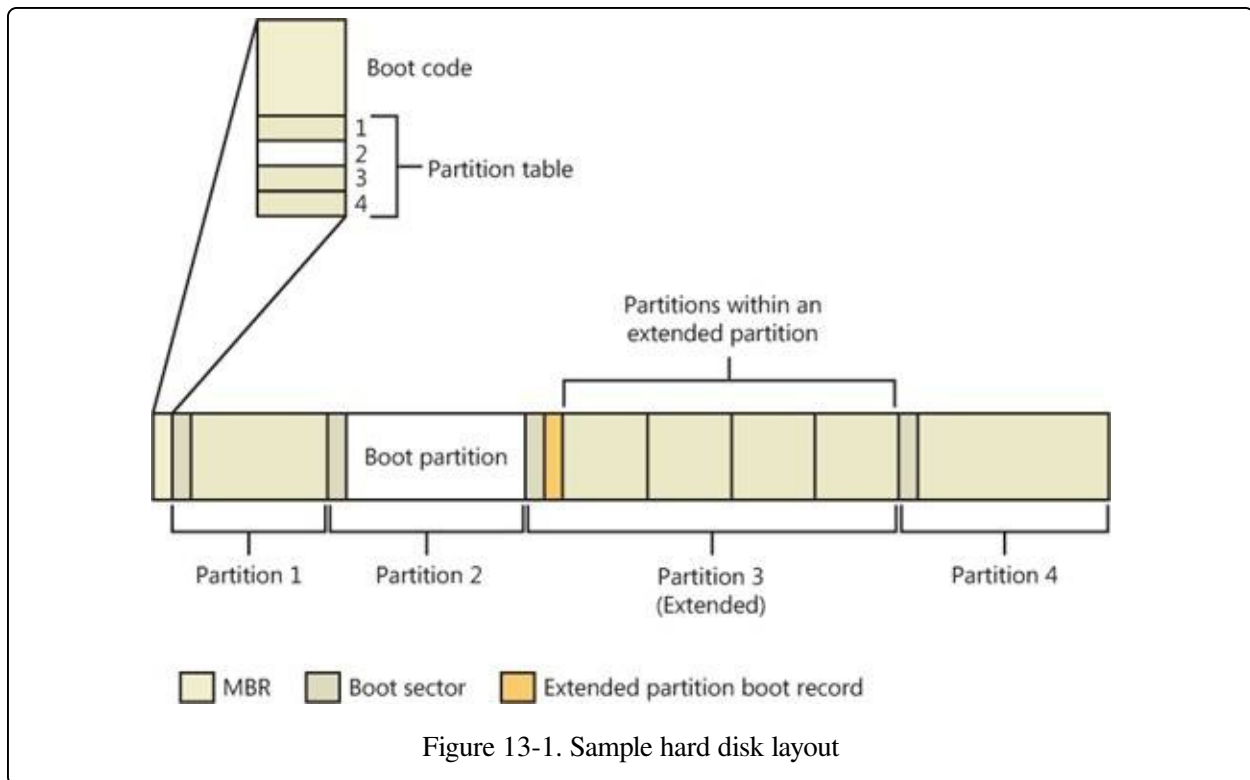 Boot code
1
2
3
4
Partition table
Partitions within an
extended partition
Boot partition
Partition 1
Partition 2
Partition 3
(Extended)
Partition 4
MBR
Boot sector
Extended partition boot record
Figure 13-1. Sample hard disk layout